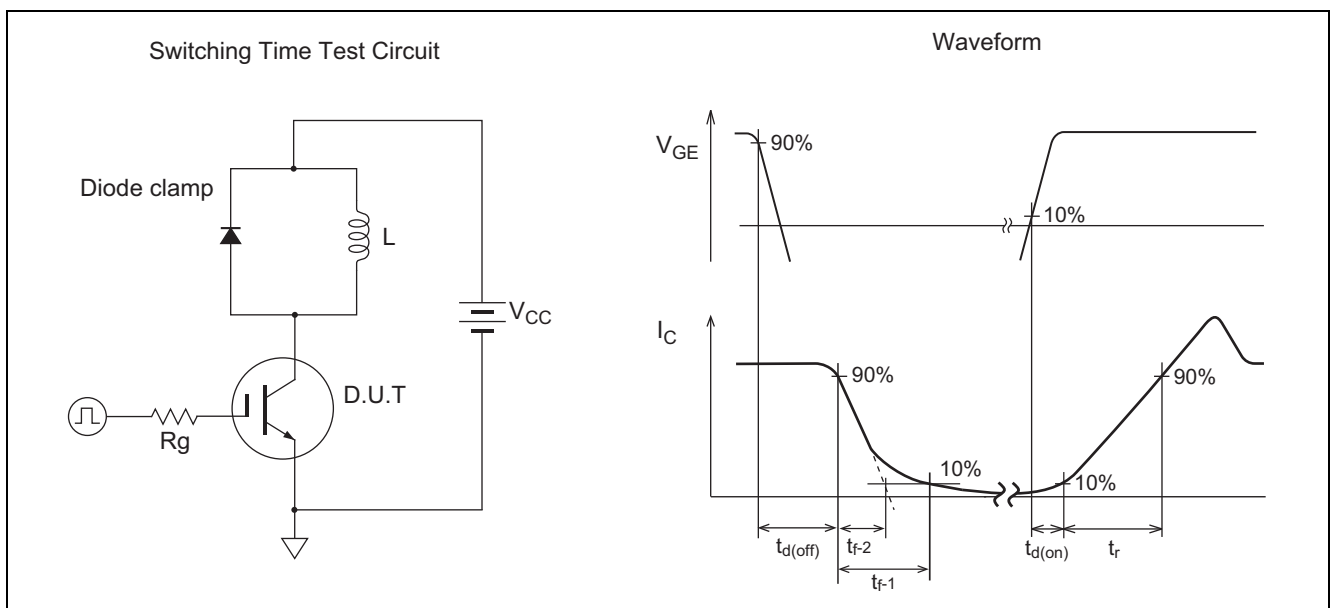 Switching Time Test Circuit
Diode clamp
L
V_CC
D.U.T
Rg
Waveform
V_GE
90%
10%
I_C
90%
10%
10%
90%
t_d(off)
t_f-2
t_f-1
t_d(on)
t_r